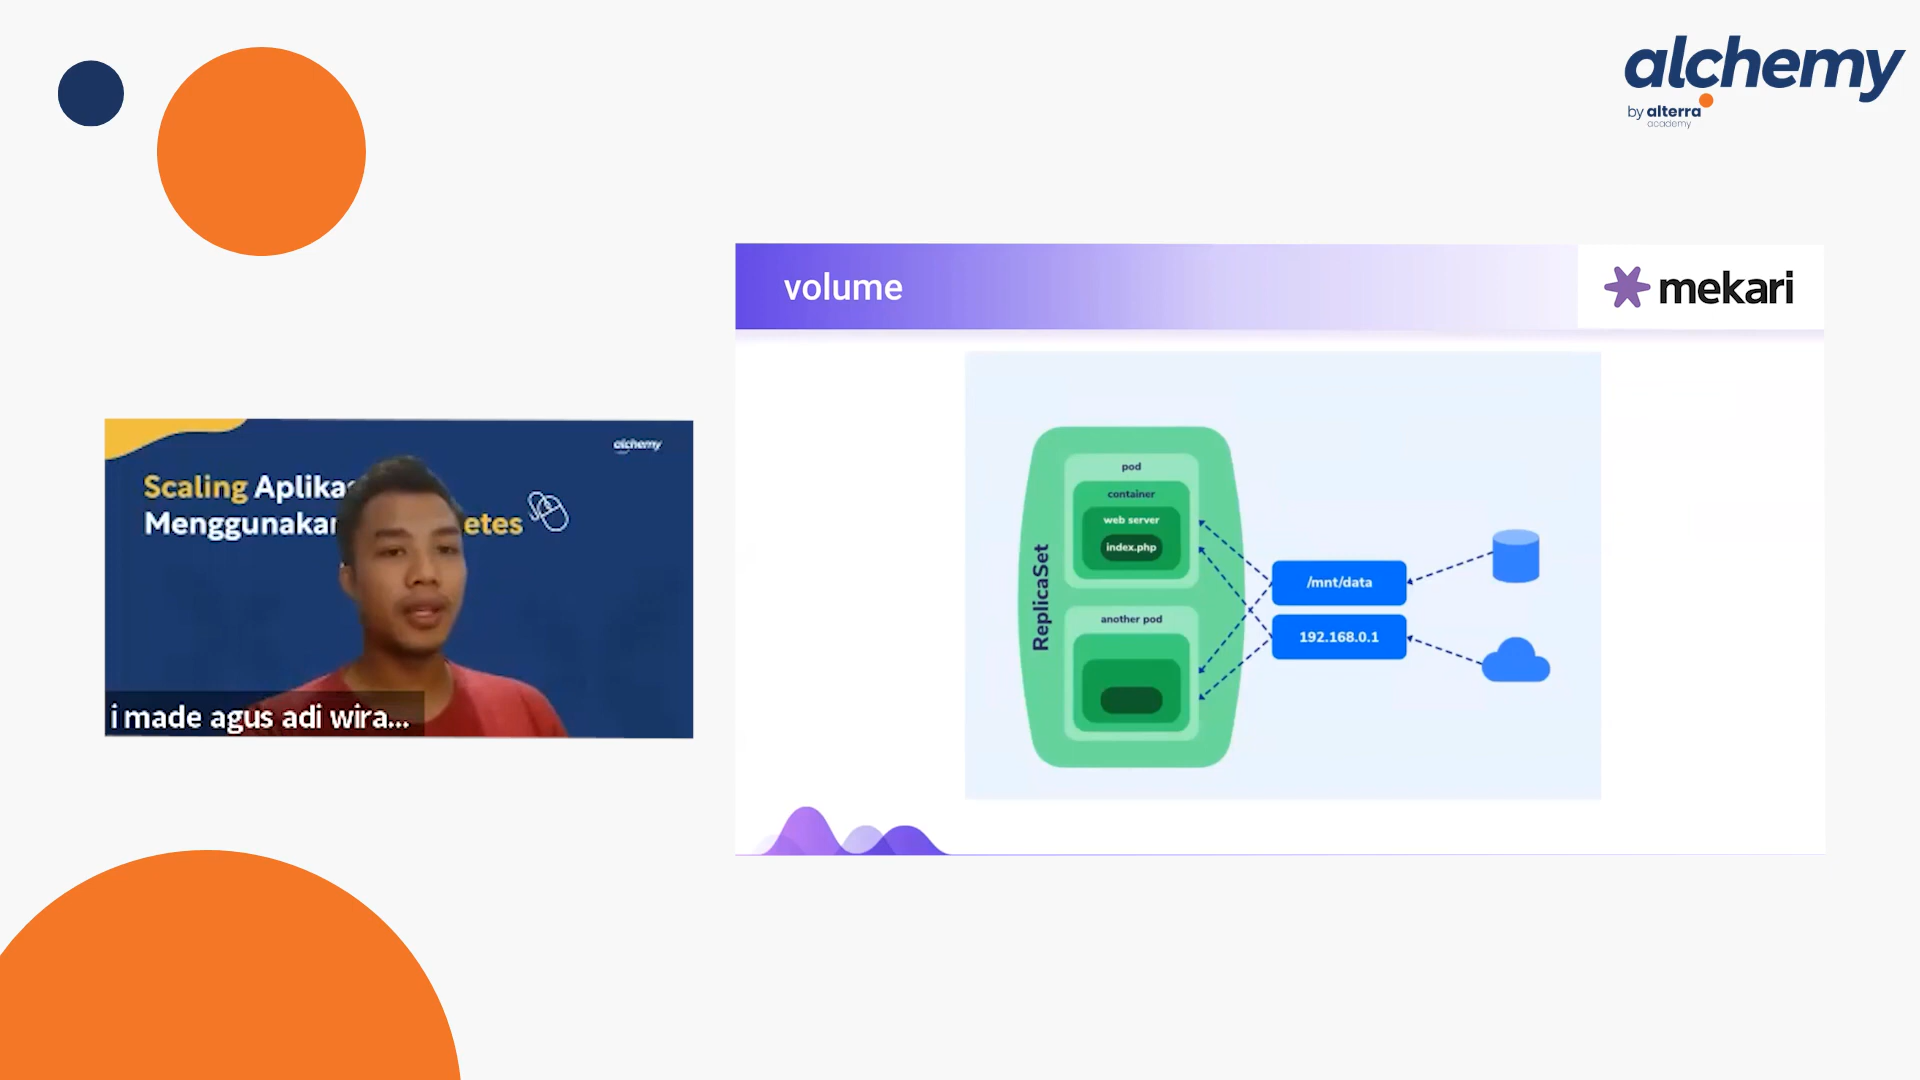 alchemy
by alterra
academy
volume
mekari
alchemy
Scaling Aplikas
Menggunakan
etes
i made agus adi wira...
ReplicaSet
pod
container
web server
index.php
another pod
/mnt/data
192.168.0.1